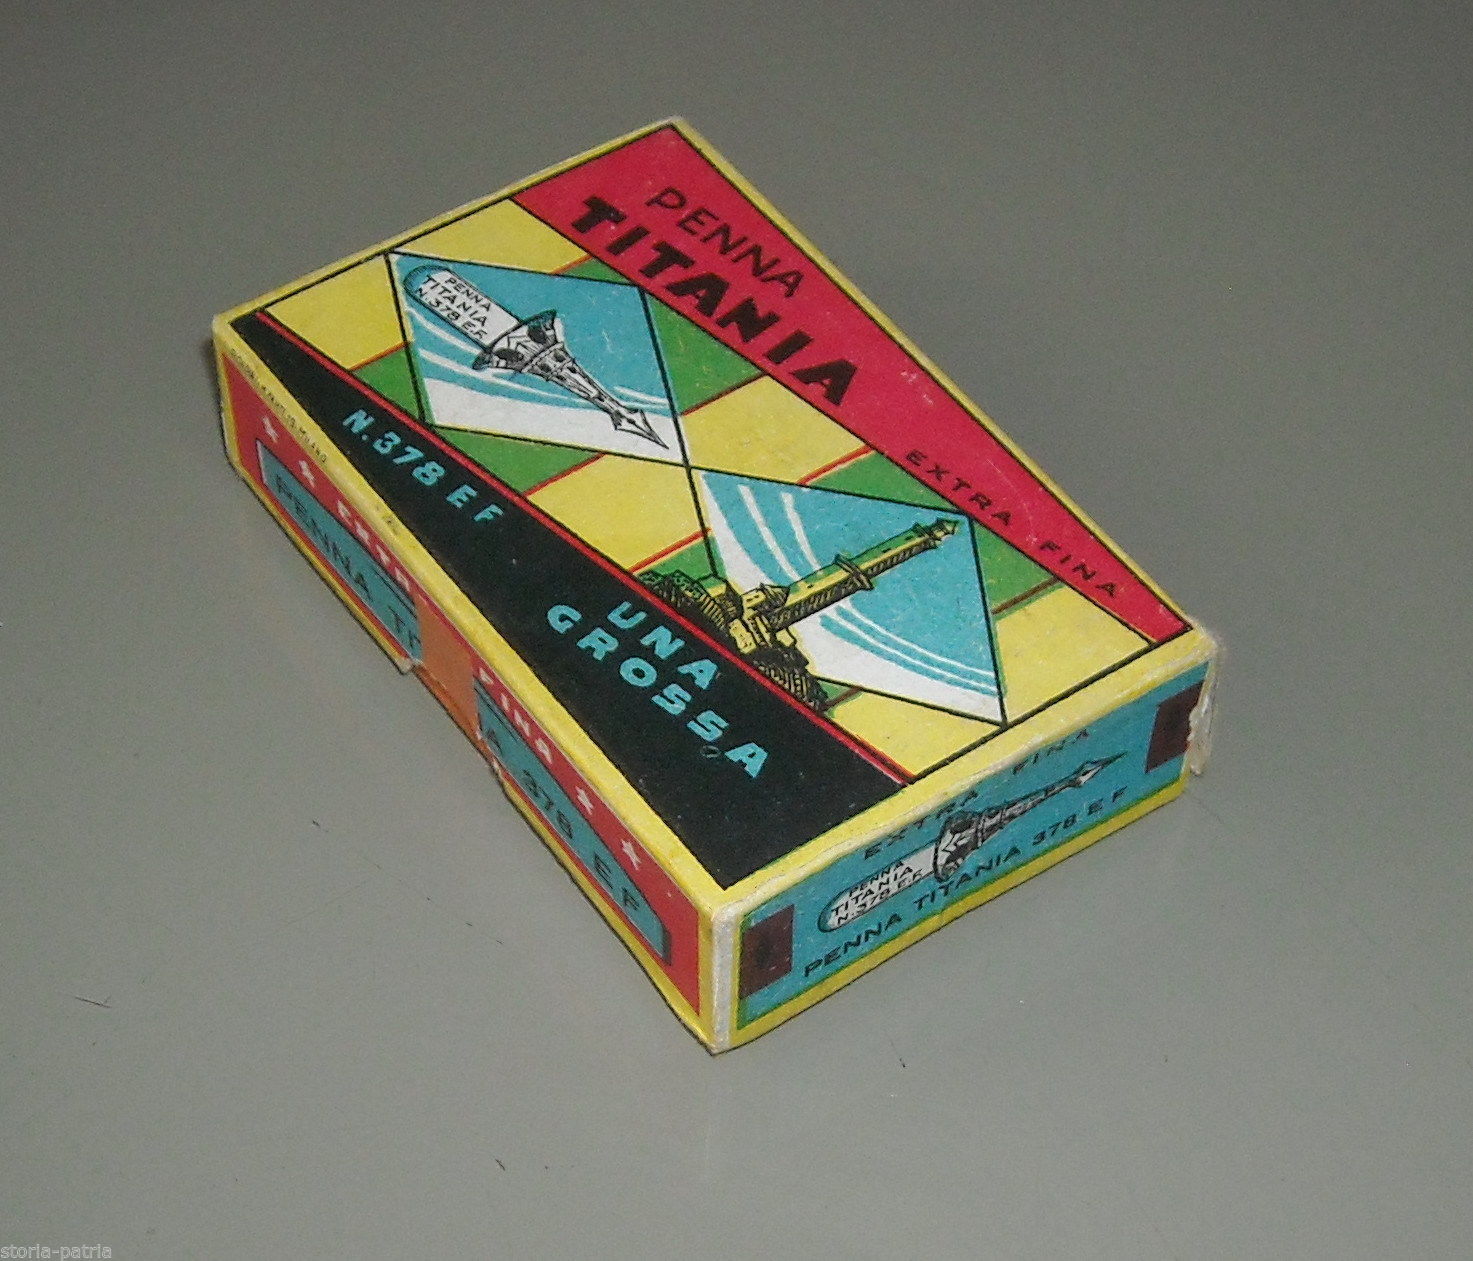 PENNA
TITANIA
EXTRA FINA
PENNA
TITANIA
N. 378 E.F.
N. 378 E F
UNA
GROSSA
EXTRA FINA
PENNA
378 E F
EXTRA FINA
PENNA
TITANIA
N. 378 E.F.
PENNA TITANIA 378 E F
storia-patria